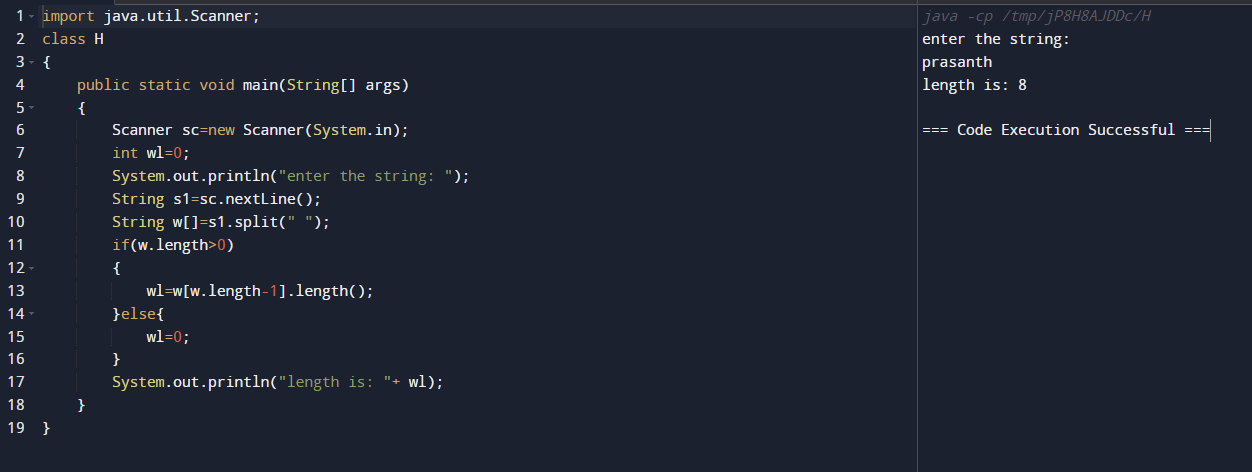 1 import java.util.Scanner;
2 class H
3 {
4     public static void main(String[] args)
5     {
6         Scanner sc=new Scanner(System.in);
7         int wl=0;
8         System.out.println("enter the string: ");
9         String s1=sc.nextLine();
10         String w[]=s1.split(" ");
11         if(w.length>0)
12         {
13             wl=w[w.length-1].length();
14         }else{
15             wl=0;
16         }
17         System.out.println("length is: "+ wl);
18     }
19 }
java -cp /tmp/jP8H8AJDDc/H
enter the string:
prasanth
length is: 8
=== Code Execution Successful ===